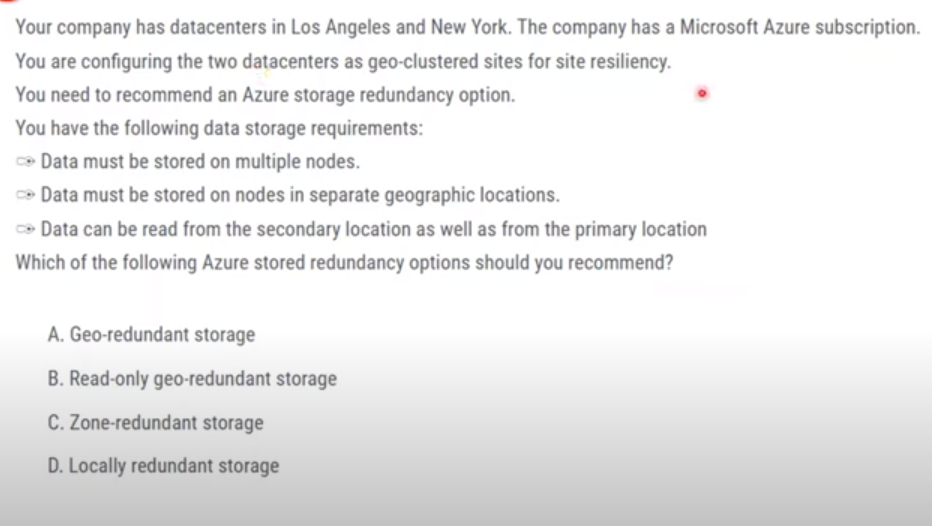 Your company has datacenters in Los Angeles and New York. The company has a Microsoft Azure subscription.
You are configuring the two datacenters as geo-clustered sites for site resiliency.
You need to recommend an Azure storage redundancy option.
You have the following data storage requirements:
Data must be stored on multiple nodes.
Data must be stored on nodes in separate geographic locations.
Data can be read from the secondary location as well as from the primary location
Which of the following Azure stored redundancy options should you recommend?
A. Geo-redundant storage
B. Read-only geo-redundant storage
C. Zone-redundant storage
D. Locally redundant storage